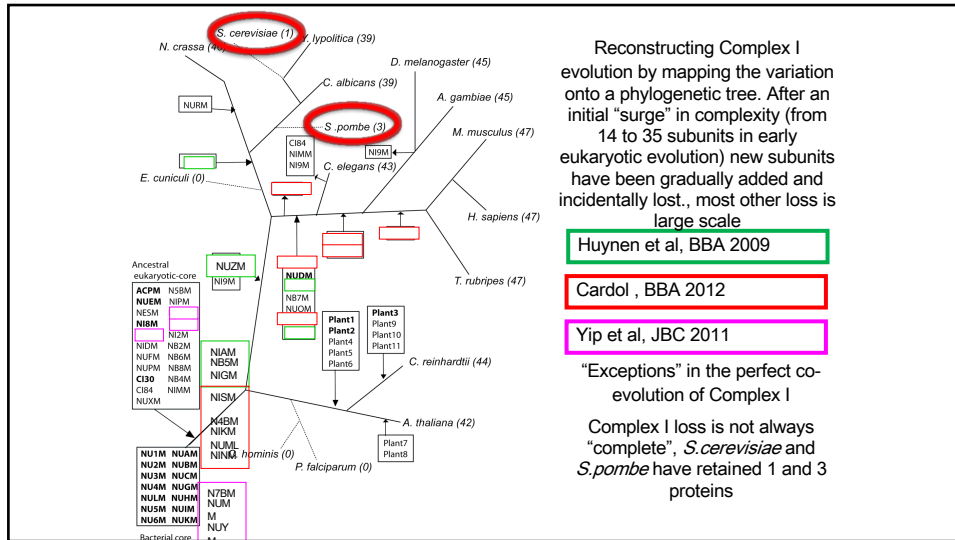 S. cerevisiae (1)
Y. lypolitica (39)
N. crassa
D. melanogaster (45)
C. albicans (39)
A. gambiae (45)
NURM
S .pombe (3)
M. musculus (47)
CI84
NIMM
NI9M
NI9M
C. elegans (43)
E. cuniculi (0)
H. sapiens (47)
NUZM
NI9M
T. rubripes (47)
NUDM
NB7M
NUOM
Ancestral
eukaryotic-core
ACPM N5BM
NUEM NIPM
NESM
NI8M
NI2M
NIDM NB2M
NUFM NB6M
NUPM NB8M
CI30 NB4M
CI84 NIMM
NUXM
NIAM
NB5M
NIGM
NISM
N4BM
NIKM
NUML
NINM
N7BM
NUM
M
NUY
Plant1
Plant2
Plant4
Plant5
Plant6
Plant3
Plant9
Plant10
Plant11
C. reinhardtii (44)
A. thaliana (42)
Plant7
Plant8
hominis (0)
P. falciparum (0)
NU1M NUAM
NU2M NUBM
NU3M NUCM
NU4M NUGM
NULM NUHM
NU5M NUIM
NU6M NUKM
Bacterial core
Reconstructing Complex I
evolution by mapping the variation
onto a phylogenetic tree. After an
initial “surge” in complexity (from
14 to 35 subunits in early
eukaryotic evolution) new subunits
have been gradually added and
incidentally lost., most other loss is
large scale
Huynen et al, BBA 2009
Cardol , BBA 2012
Yip et al, JBC 2011
“Exceptions” in the perfect co-
evolution of Complex I
Complex I loss is not always
“complete”, S.cerevisiae and
S.pombe have retained 1 and 3
proteins